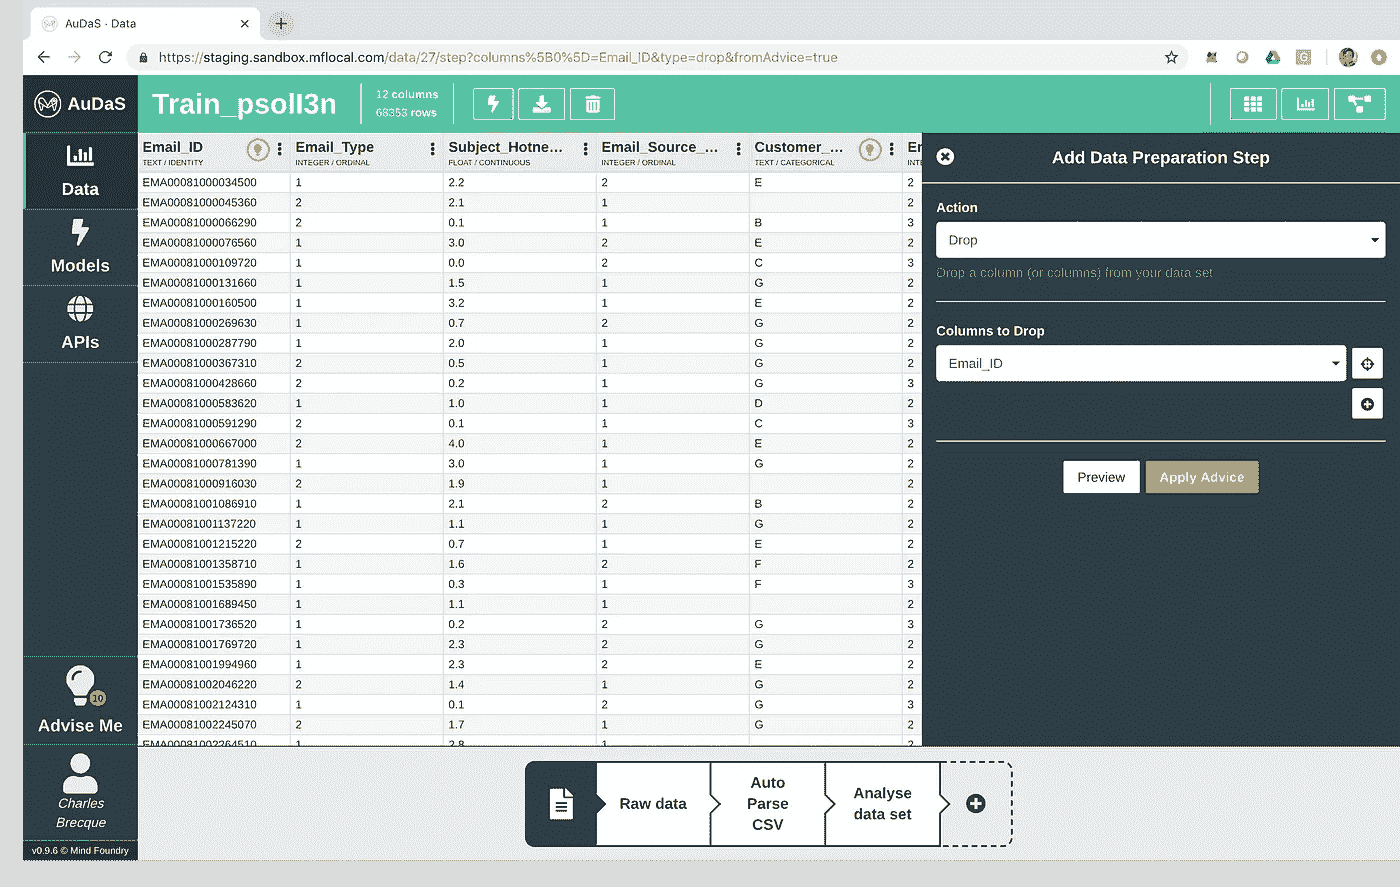 AuDaS · Data
https://staging.sandbox.mflocal.com/data/27/step?columns%5B0%5D=Email_ID&type=drop&fromAdvice=true
AuDaS
Train_psoll3n
12 columns
68353 rows
Data
Models
APIs
Advise Me
10
Charles
Brecque
v0.9.6 © Mind Foundry
Email_ID Email_Type Subject_Hotne... Email_Source_... Customer_... En
TEXT / IDENTITY INTEGER / ORDINAL FLOAT / CONTINUOUS INTEGER / ORDINAL TEXT / CATEGORICAL INTE
EMA00081000034500 1 2.2 2 E 2
EMA00081000045360 2 2.1 1 2
EMA00081000066290 2 0.1 1 B 3
EMA00081000076560 1 3.0 2 E 2
EMA00081000109720 1 0.0 2 C 3
EMA00081000131660 1 1.5 1 G 2
EMA00081000160500 1 3.2 1 E 2
EMA00081000269630 1 0.7 2 G 2
EMA00081000287790 1 2.0 1 G 2
EMA00081000367310 2 0.5 1 G 2
EMA00081000428660 2 0.2 1 G 3
EMA00081000583620 1 1.0 1 D 2
EMA00081000591290 2 0.1 1 C 3
EMA00081000667000 2 4.0 1 E 2
EMA00081000781390 1 3.0 1 G 2
EMA00081000916030 2 1.9 1 2
EMA00081001086910 1 2.1 2 B 2
EMA00081001137220 1 1.1 1 G 2
EMA00081001215220 2 0.7 1 E 2
EMA00081001358710 1 1.6 2 F 2
EMA00081001535890 1 0.3 1 F 3
EMA00081001689450 1 1.1 1 2
EMA00081001736520 1 0.2 2 G 3
EMA00081001769720 1 2.3 2 G 2
EMA00081001994960 1 2.3 2 E 2
EMA00081002046220 2 1.4 1 G 2
EMA00081002124310 1 0.1 2 G 3
EMA00081002245070 2 1.7 1 G 2
EMA00081002264510 1 2.8 1 2
Add Data Preparation Step
Action
Drop
Drop a column (or columns) from your data set
Columns to Drop
Email_ID
Preview Apply Advice
Raw data
Auto
Parse
CSV
Analyse
data set